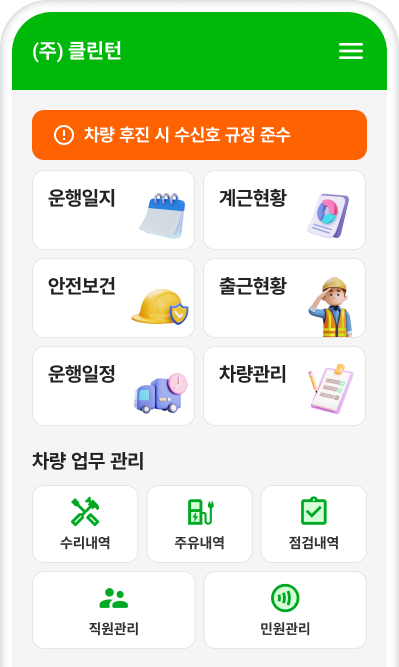 (주) 클린턴
차량 후진 시 수신호 규정 준수
운행일지
계근현황
안전보건
출근현황
운행일정
차량관리
차량 업무 관리
수리내역
주유내역
점검내역
직원관리
민원관리